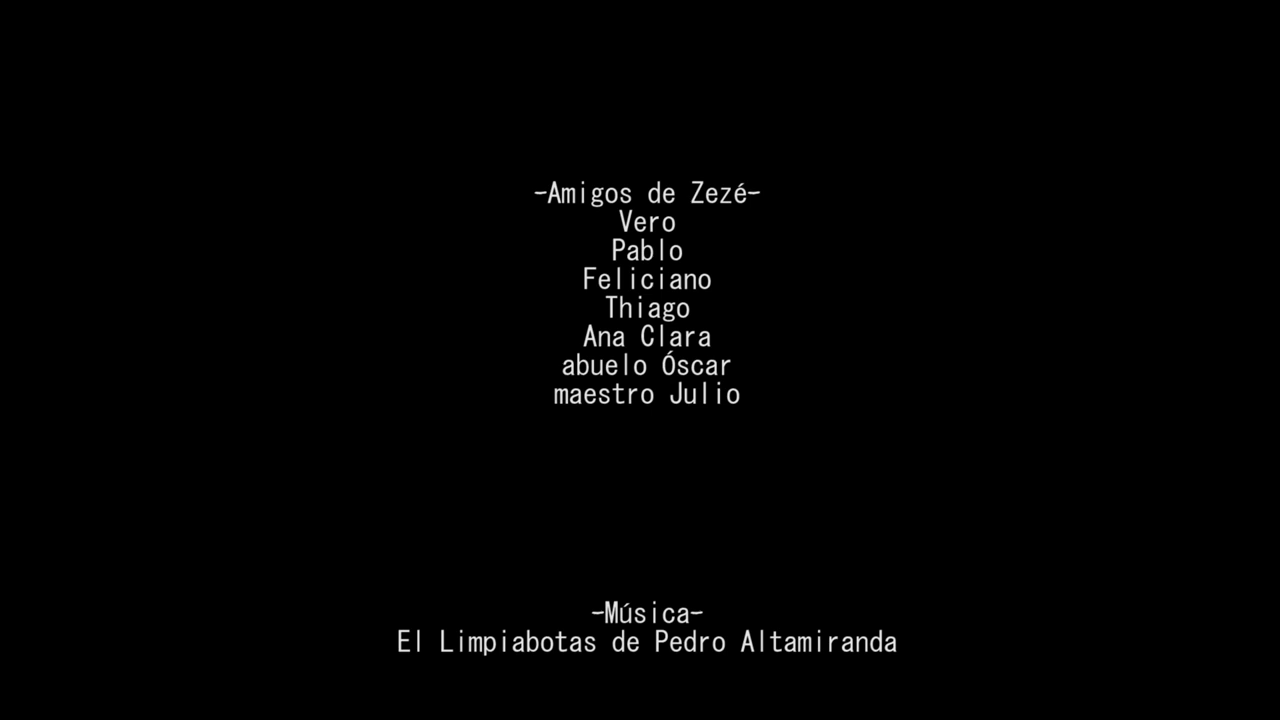 -Amigos de Zezé-
Vero
Pablo
Feliciano
Thiago
Ana Clara
abuelo Óscar
maestro Julio
-Música-
El Limpiabotas de Pedro Altamiranda